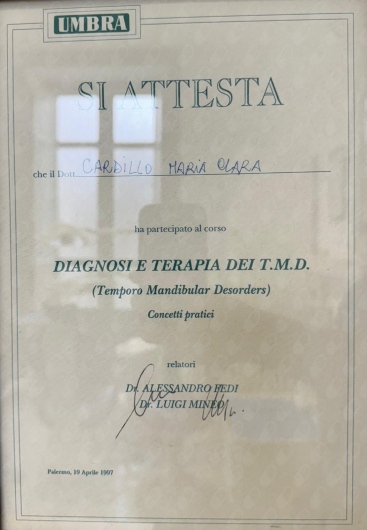 UMBRA
SI ATTESTA
che il Dott. CARDILLO MARIA CLARA
ha partecipato al corso
DIAGNOSI E TERAPIA DEI T.M.D.
(Temporo Mandibular Desorders)
Concetti pratici
relatori
Dr. ALESSANDRO FEDI
Dr. LUIGI MINEO
Palermo, 19 Aprile 1997